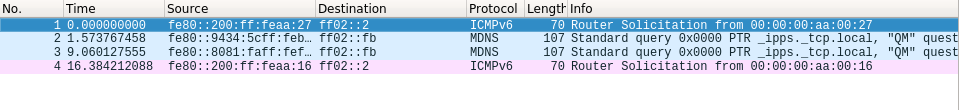 No. Time Source Destination Protocol Length Info
1 0.000000000 fe80::200:ff:feaa:27 ff02::2 ICMPv6 70 Router Solicitation from 00:00:00:aa:00:27
2 1.573767458 fe80::9434:5cff:feb… ff02::fb MDNS 107 Standard query 0x0000 PTR _ipps._tcp.local, "QM" quest
3 9.060127555 fe80::8081:faff:fef… ff02::fb MDNS 107 Standard query 0x0000 PTR _ipps._tcp.local, "QM" quest
4 16.384212088 fe80::200:ff:feaa:16 ff02::2 ICMPv6 70 Router Solicitation from 00:00:00:aa:00:16